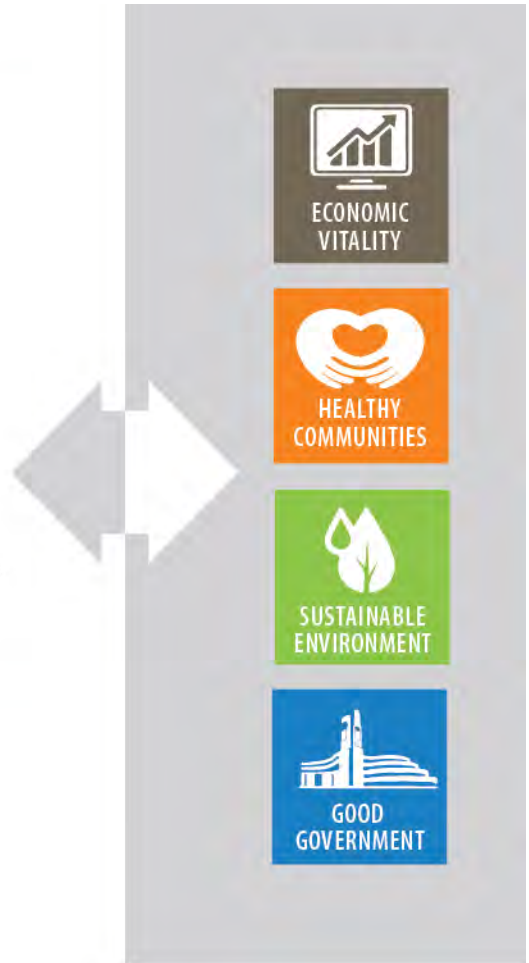 ECONOMIC
VITALITY
HEALTHY
COMMUNITIES
SUSTAINABLE
ENVIRONMENT
GOOD
GOVERNMENT